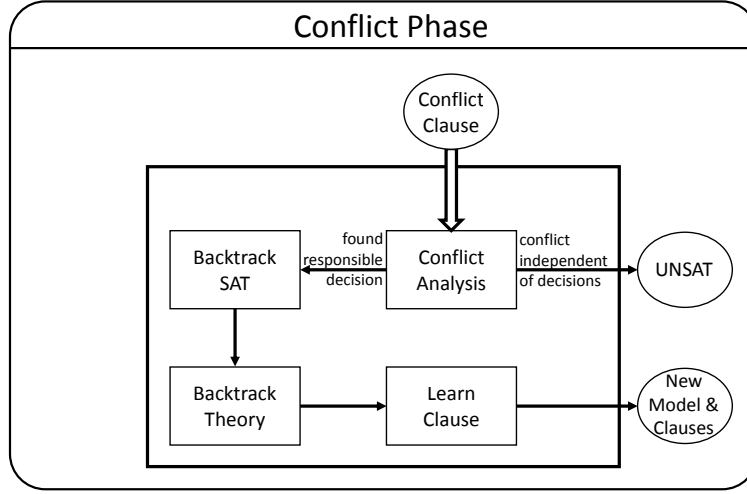 Conflict Phase
Conflict
Clause
Backtrack
SAT
found
responsible
decision
Conflict
Analysis
conflict
independent
of decisions
UNSAT
Backtrack
Theory
Learn
Clause
New
Model &
Clauses